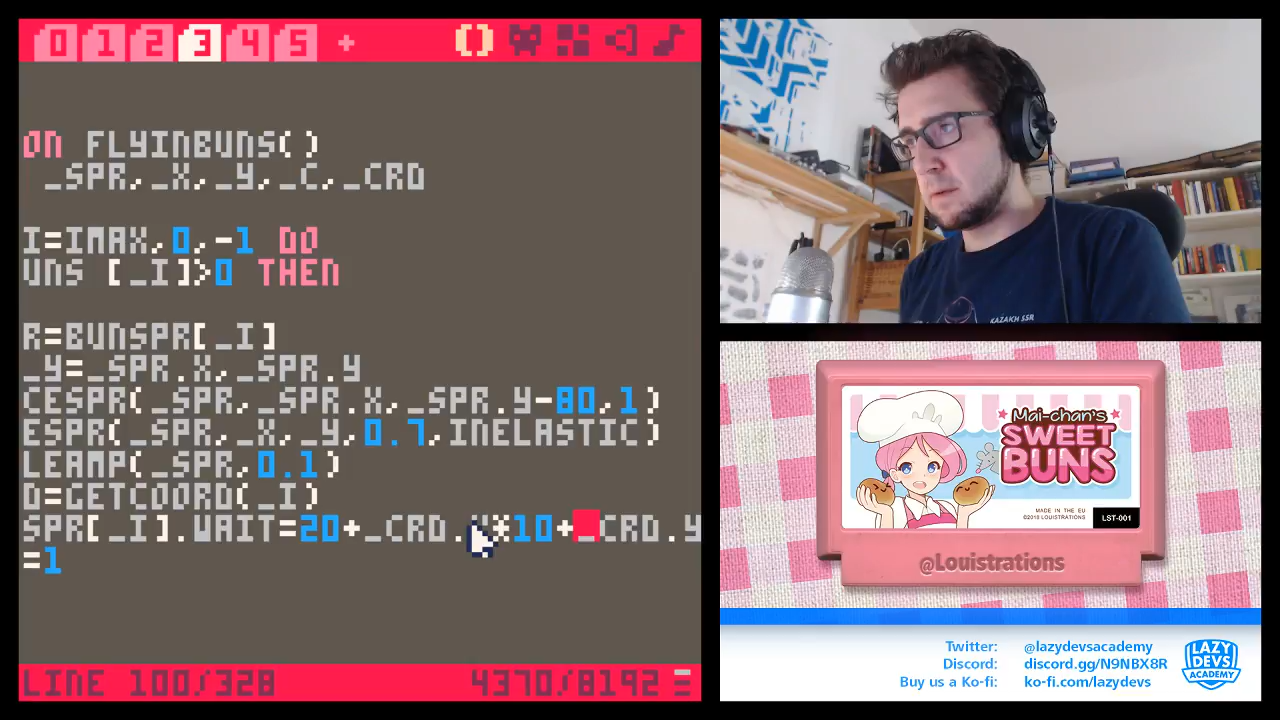 0 1 2 3 4 5 +
ON FLYINBUNS()
_SPR,_X,_Y,_C,_CRD
I=IMAX,0,-1 DO
UNS [_I]>0 THEN
R=BUNSPR[_I]
_Y=_SPR.X,_SPR.Y
CESPR(_SPR,_SPR.X,_SPR.Y-80,1)
ESPR(_SPR,_X,_Y,0.7,INELASTIC)
LEAMP(_SPR,0.1)
D=GETCOORD(_I)
SPR[_I].WAIT=20+_CRD. *10+_CRD.Y
=1
LINE 100/328
4370/8192
KAZAKH SSR
Mai-chan's
SWEET
BUNS
MADE IN THE EU
©2018 LOUISTRATIONS
LST-001
@Louistrations
Twitter: @lazydevsacademy
Discord: discord.gg/N9NBX8R
Buy us a Ko-fi: ko-fi.com/lazydevs
LAZY
DEVS
ACADEMY